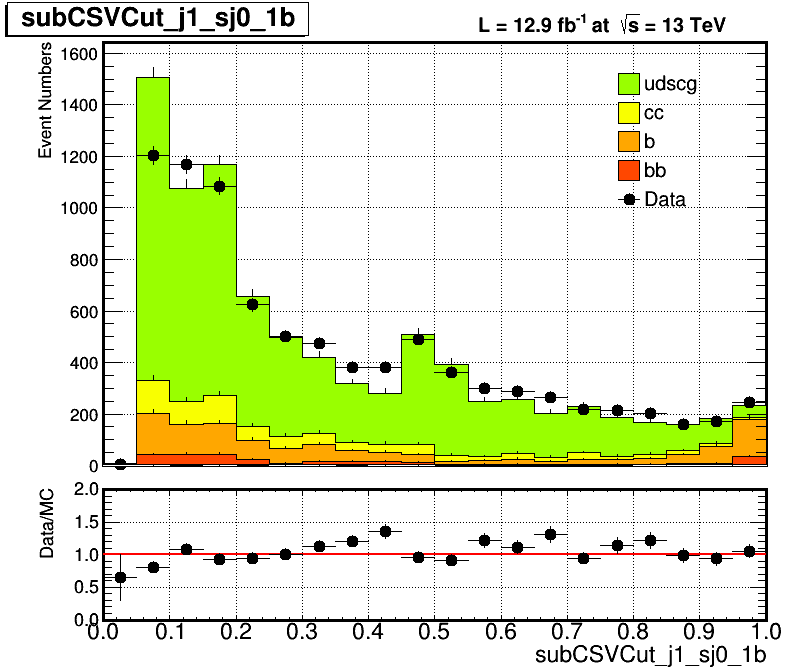 subCSVCut_j1_sj0_1b
L = 12.9 fb⁻¹ at √s = 13 TeV
Event Numbers
1600
1400
1200
1000
800
600
400
200
0
udscg
cc
b
bb
Data
Data/MC
2.0
1.5
1.0
0.5
0.0
0.0 0.1 0.2 0.3 0.4 0.5 0.6 0.7 0.8 0.9 1.0
subCSVCut_j1_sj0_1b